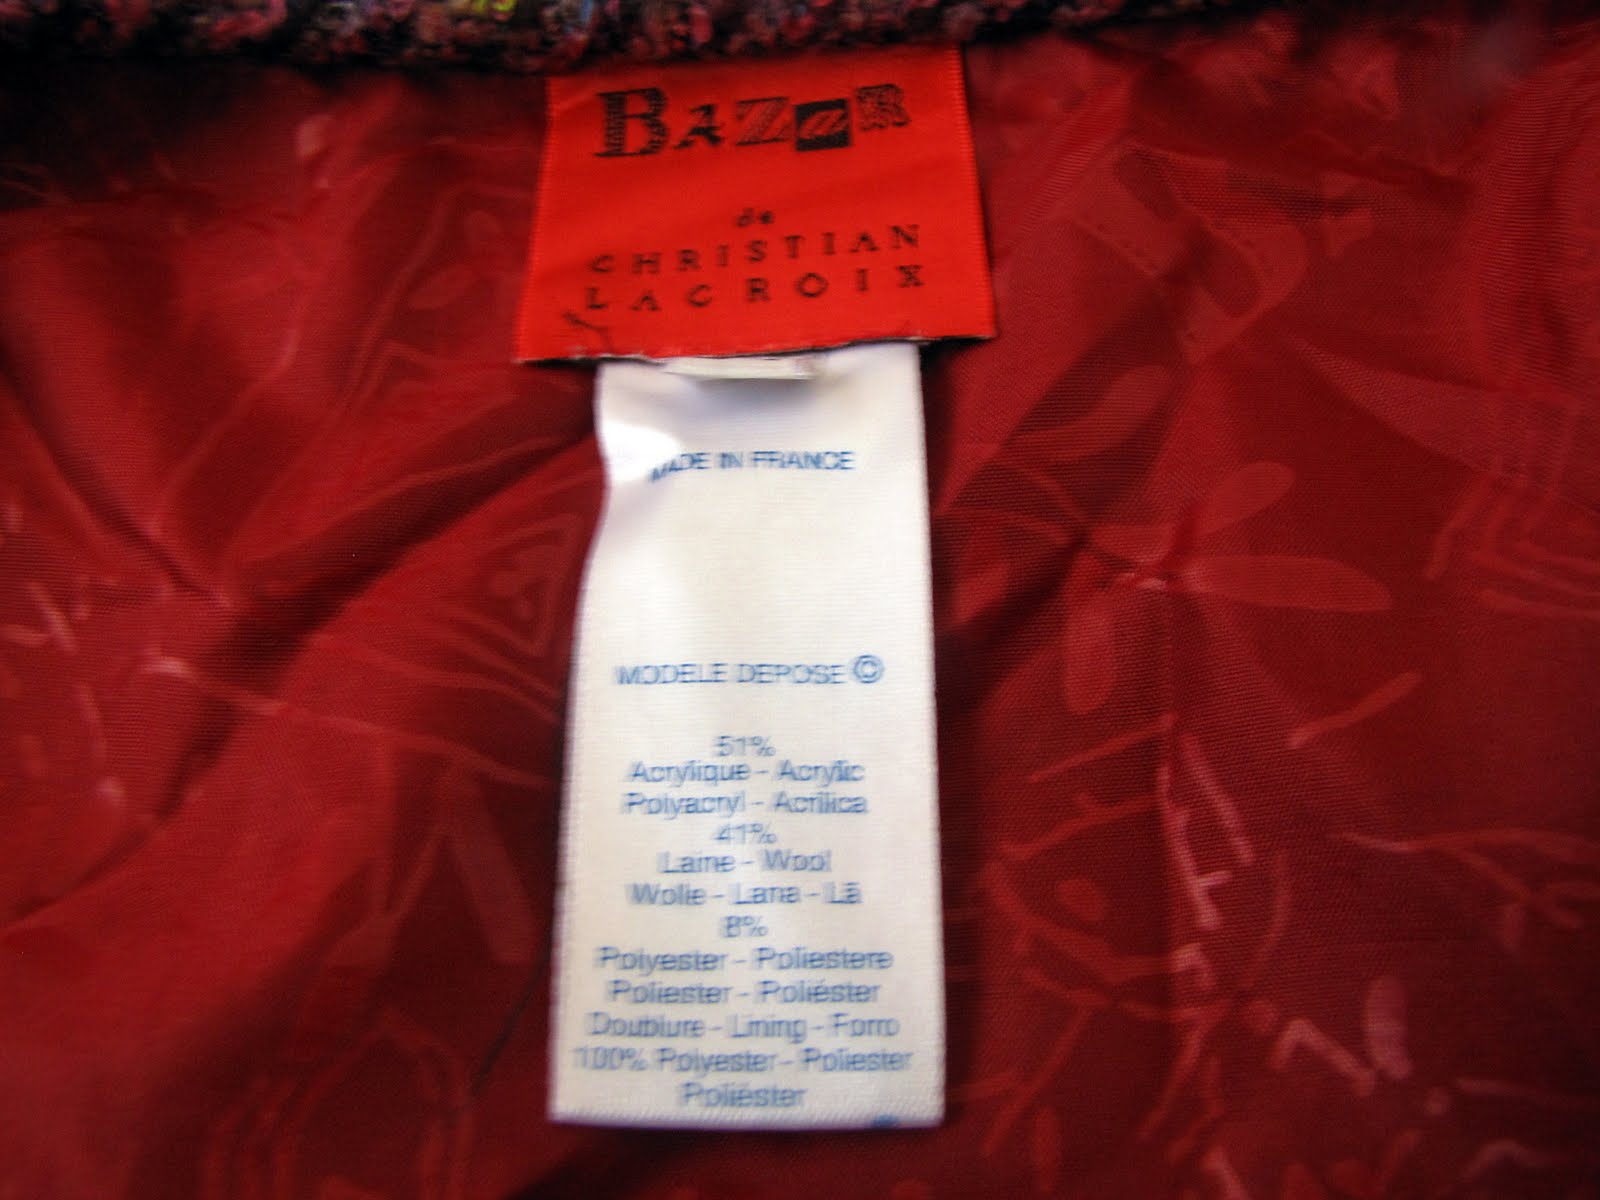 BAZaR
de
CHRISTIAN
LACROIX
MADE IN FRANCE
MODELE DEPOSE ©
51%
Acrylique - Acrylic
Polyacryl - Acrilica
41%
Laine - Wool
Wolle - Lana - Lã
8%
Polyester - Poliestere
Poliester - Poliéster
Doublure - Lining - Forro
100% Polyester - Poliester
Poliéster